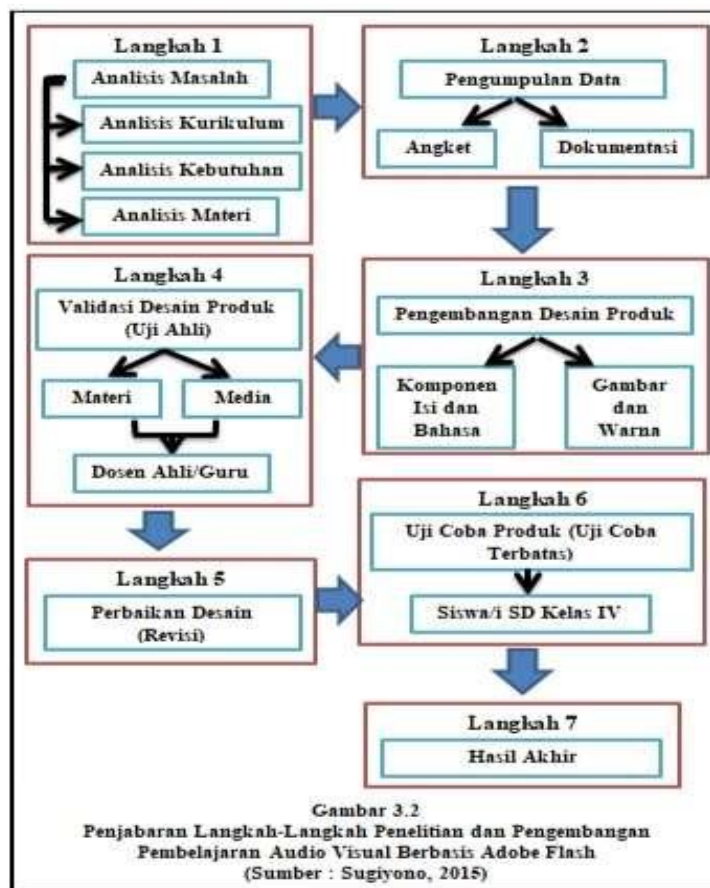 Langkah 1
Analisis Masalah
Analisis Kurikulum
Analisis Kebutuhan
Analisis Materi
Langkah 2
Pengumpulan Data
Angket
Dokumentasi
Langkah 3
Pengembangan Desain Produk
Komponen
Isi dan
Bahasa
Gambar
dan
Warna
Langkah 4
Validasi Desain Produk
(Uji Ahli)
Materi
Media
Dosen Ahli/Guru
Langkah 5
Perbaikan Desain
(Revisi)
Langkah 6
Uji Coba Produk (Uji Coba
Terbatas)
Siswa/i SD Kelas IV
Langkah 7
Hasil Akhir
Gambar 3.2
Penjabaran Langkah-Langkah Penelitian dan Pengembangan
Pembelajaran Audio Visual Berbasis Adobe Flash
(Sumber : Sugiyono, 2015)